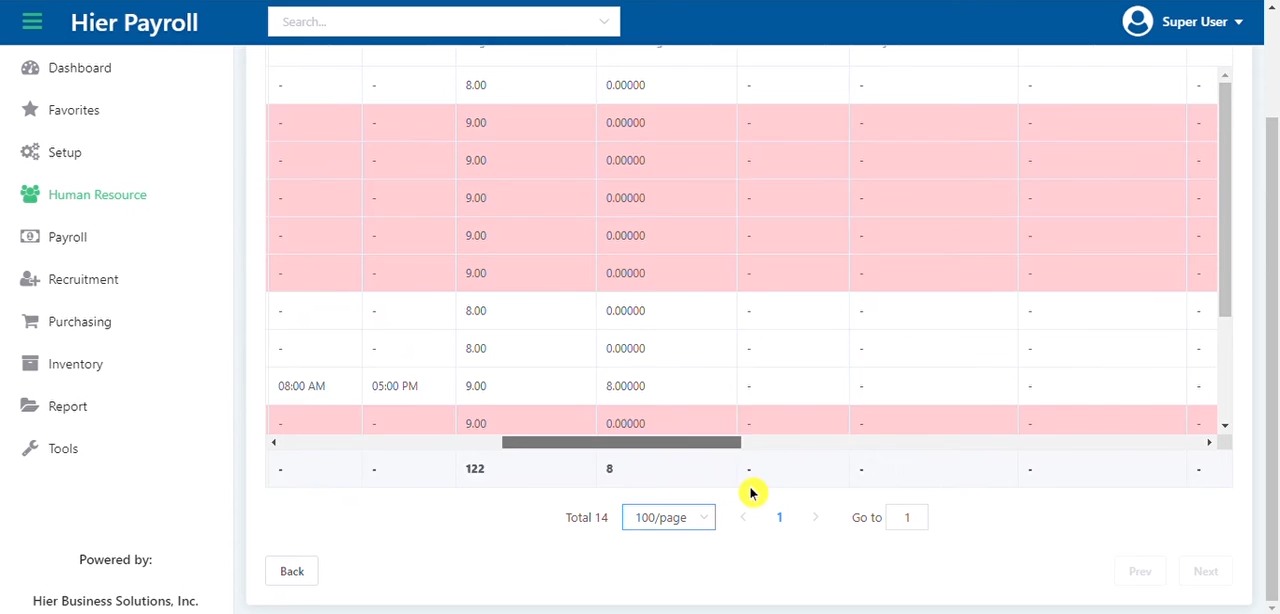 Hier Payroll
Search...
Super User
Dashboard
Favorites
Setup
Human Resource
Payroll
Recruitment
Purchasing
Inventory
Report
Tools
Powered by:
Hier Business Solutions, Inc.
- - 8.00 0.00000 - - - -
- - 9.00 0.00000 - - - -
- - 9.00 0.00000 - - - -
- - 9.00 0.00000 - - - -
- - 9.00 0.00000 - - - -
- - 9.00 0.00000 - - - -
- - 8.00 0.00000 - - - -
- - 8.00 0.00000 - - - -
08:00 AM 05:00 PM 9.00 8.00000 - - - -
- - 9.00 0.00000 - - - -
- - 122 8 - - - -
Total 14 100/page 1 Go to 1
Back Prev Next